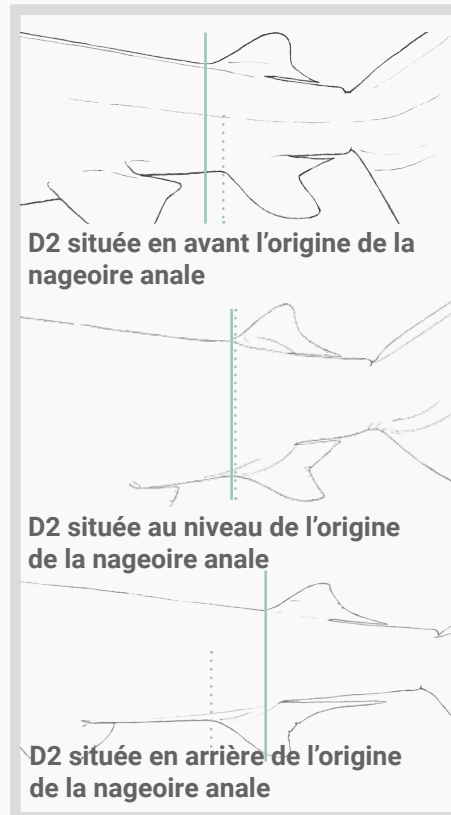 D2 située en avant l’origine de la
nageoire anale
D2 située au niveau de l’origine
de la nageoire anale
D2 située en arrière de l’origine
de la nageoire anale